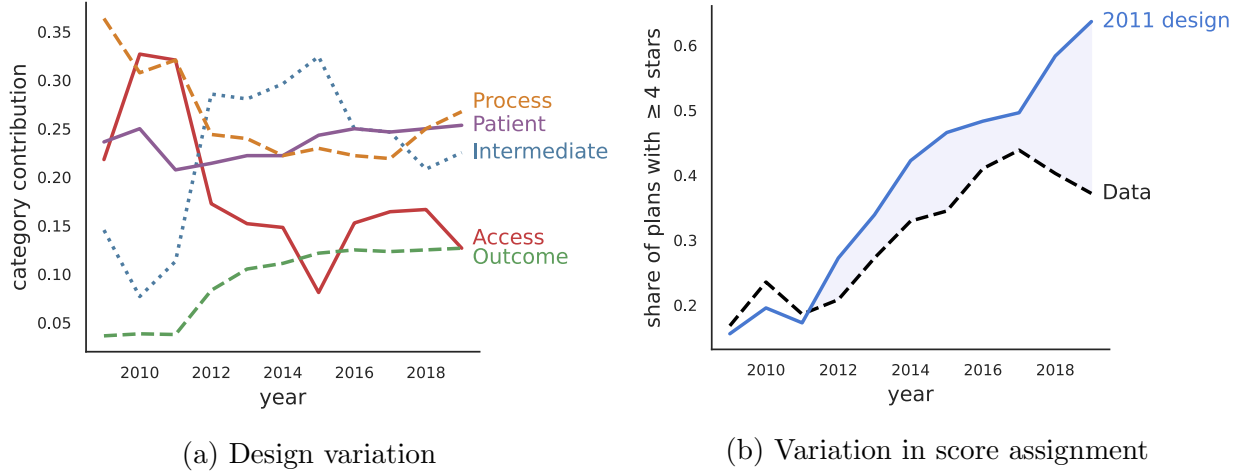 category contribution
0.35
0.30
0.25
0.20
0.15
0.10
0.05
2010
2012
2014
2016
2018
year
Process
Patient
Intermediate
Access
Outcome
(a) Design variation
share of plans with ≥ 4 stars
0.6
0.5
0.4
0.3
0.2
2010
2012
2014
2016
2018
year
2011 design
Data
(b) Variation in score assignment